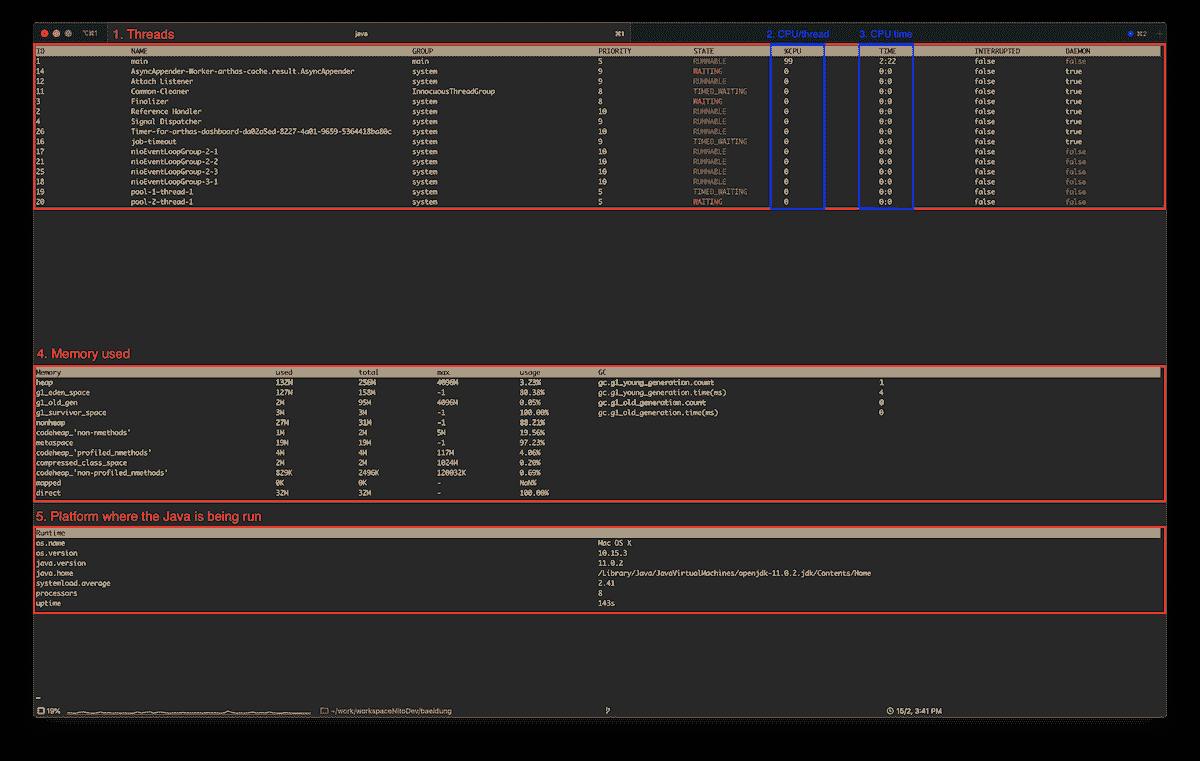 ⌥⌘1 1. Threads java ⌘1 2. CPU/thread 3. CPU time ⌘2
ID NAME GROUP PRIORITY STATE %CPU TIME INTERRUPTED DAEMON
1 main main 5 RUNNABLE 99 2:22 false false
14 AsyncAppender-Worker-arthas-cache.result.AsyncAppender system 9 WAITING 0 0:0 false true
12 Attach Listener system 9 RUNNABLE 0 0:0 false true
11 Common-Cleaner InnocuousThreadGroup 8 TIMED_WAITING 0 0:0 false true
3 Finalizer system 8 WAITING 0 0:0 false true
2 Reference Handler system 10 RUNNABLE 0 0:0 false true
4 Signal Dispatcher system 9 RUNNABLE 0 0:0 false true
26 Timer-for-arthas-dashboard-da02a5ed-8227-4a01-9659-5364418ba80c system 10 RUNNABLE 0 0:0 false true
16 job-timeout system 9 TIMED_WAITING 0 0:0 false true
17 nioEventLoopGroup-2-1 system 10 RUNNABLE 0 0:0 false false
21 nioEventLoopGroup-2-2 system 10 RUNNABLE 0 0:0 false false
25 nioEventLoopGroup-2-3 system 10 RUNNABLE 0 0:0 false false
18 nioEventLoopGroup-3-1 system 10 RUNNABLE 0 0:0 false false
19 pool-1-thread-1 system 5 TIMED_WAITING 0 0:0 false false
20 pool-2-thread-1 system 5 WAITING 0 0:0 false false
4. Memory used
Memory used total max usage GC
heap 132M 256M 4096M 3.23% gc.g1_young_generation.count 1
g1_eden_space 127M 158M -1 80.38% gc.g1_young_generation.time(ms) 4
g1_old_gen 2M 95M 4096M 0.05% gc.g1_old_generation.count 0
g1_survivor_space 3M 3M -1 100.00% gc.g1_old_generation.time(ms) 0
nonheap 27M 31M -1 88.21%
codeheap_'non-nmethods' 1M 2M 5M 19.56%
metaspace 19M 19M -1 97.23%
codeheap_'profiled_nmethods' 4M 4M 117M 4.06%
compressed_class_space 2M 2M 1024M 0.20%
codeheap_'non-profiled_nmethods' 829K 2496K 120032K 0.69%
mapped 0K 0K - NaN%
direct 32M 32M - 100.00%
5. Platform where the Java is being run
Runtime
os.name Mac OS X
os.version 10.15.3
java.version 11.0.2
java.home /Library/Java/JavaVirtualMachines/openjdk-11.0.2.jdk/Contents/Home
systemload.average 2.41
processors 8
uptime 143s
19% ~/work/workspaceNitoDev/baeldung 15/2, 3:41 PM